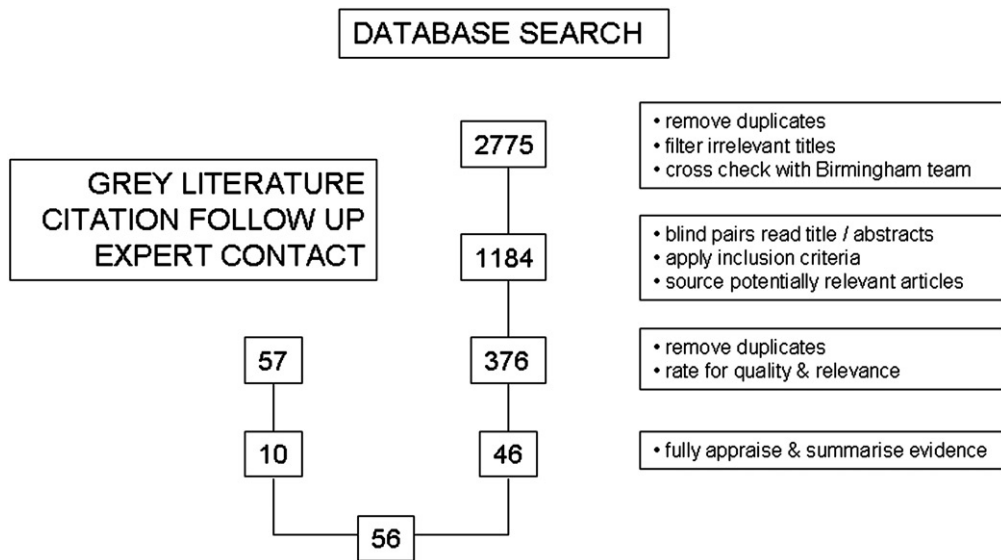 DATABASE SEARCH
2775
• remove duplicates
• filter irrelevant titles
• cross check with Birmingham team
GREY LITERATURE
CITATION FOLLOW UP
EXPERT CONTACT
1184
• blind pairs read title / abstracts
• apply inclusion criteria
• source potentially relevant articles
57
376
• remove duplicates
• rate for quality & relevance
10
46
• fully appraise & summarise evidence
56